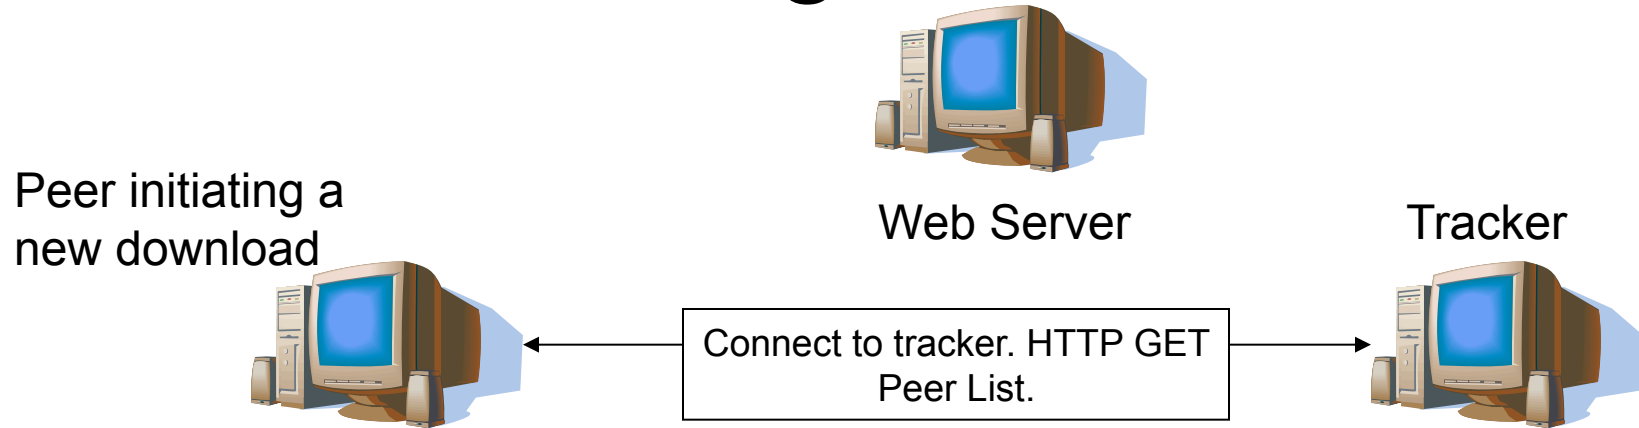 Peer initiating a
new download
Web Server
Tracker
Connect to tracker. HTTP GET
Peer List.